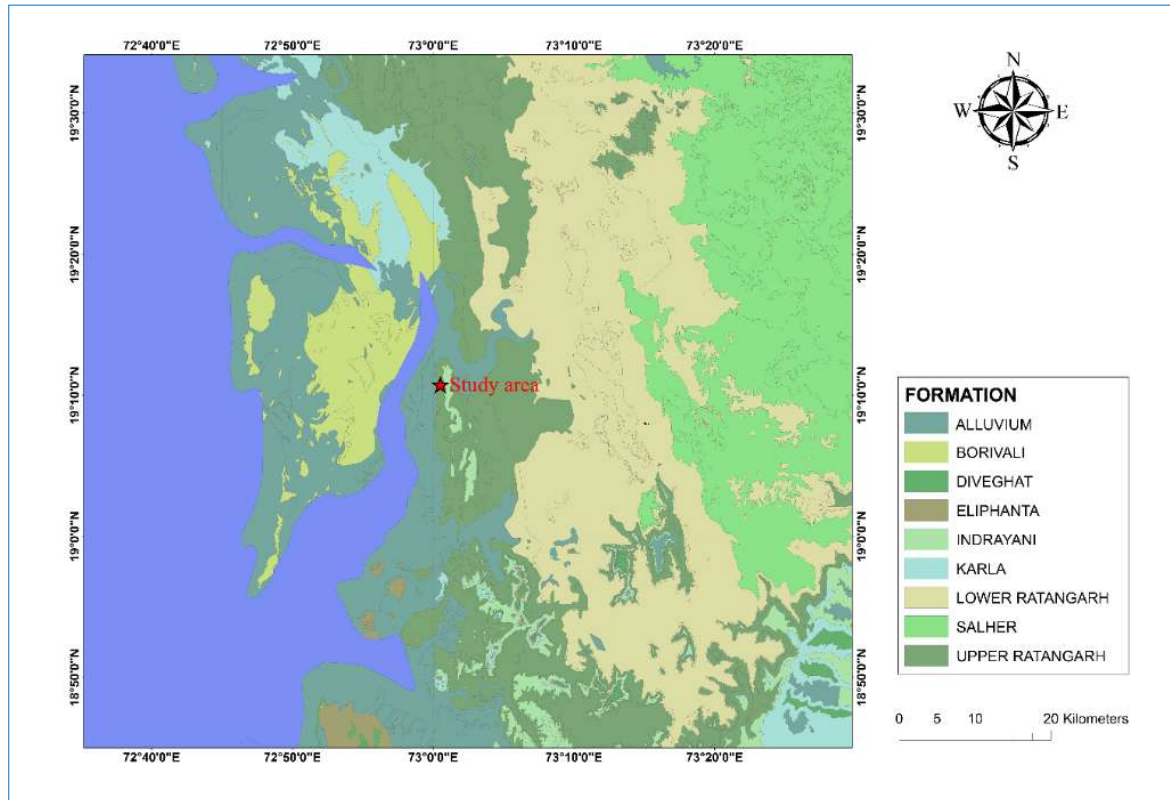 72°40'0"E 72°50'0"E 73°0'0"E 73°10'0"E 73°20'0"E
19°30'0"N 19°30'0"N
19°20'0"N 19°20'0"N
19°10'0"N 19°10'0"N
19°0'0"N 19°0'0"N
18°50'0"N 18°50'0"N
Study area
72°40'0"E 72°50'0"E 73°0'0"E 73°10'0"E 73°20'0"E
N
W E
S
FORMATION
ALLUVIUM
BORIVALI
DIVEGHAT
ELIPHANTA
INDRAYANI
KARLA
LOWER RATANGARH
SALHER
UPPER RATANGARH
0 5 10 20 Kilometers